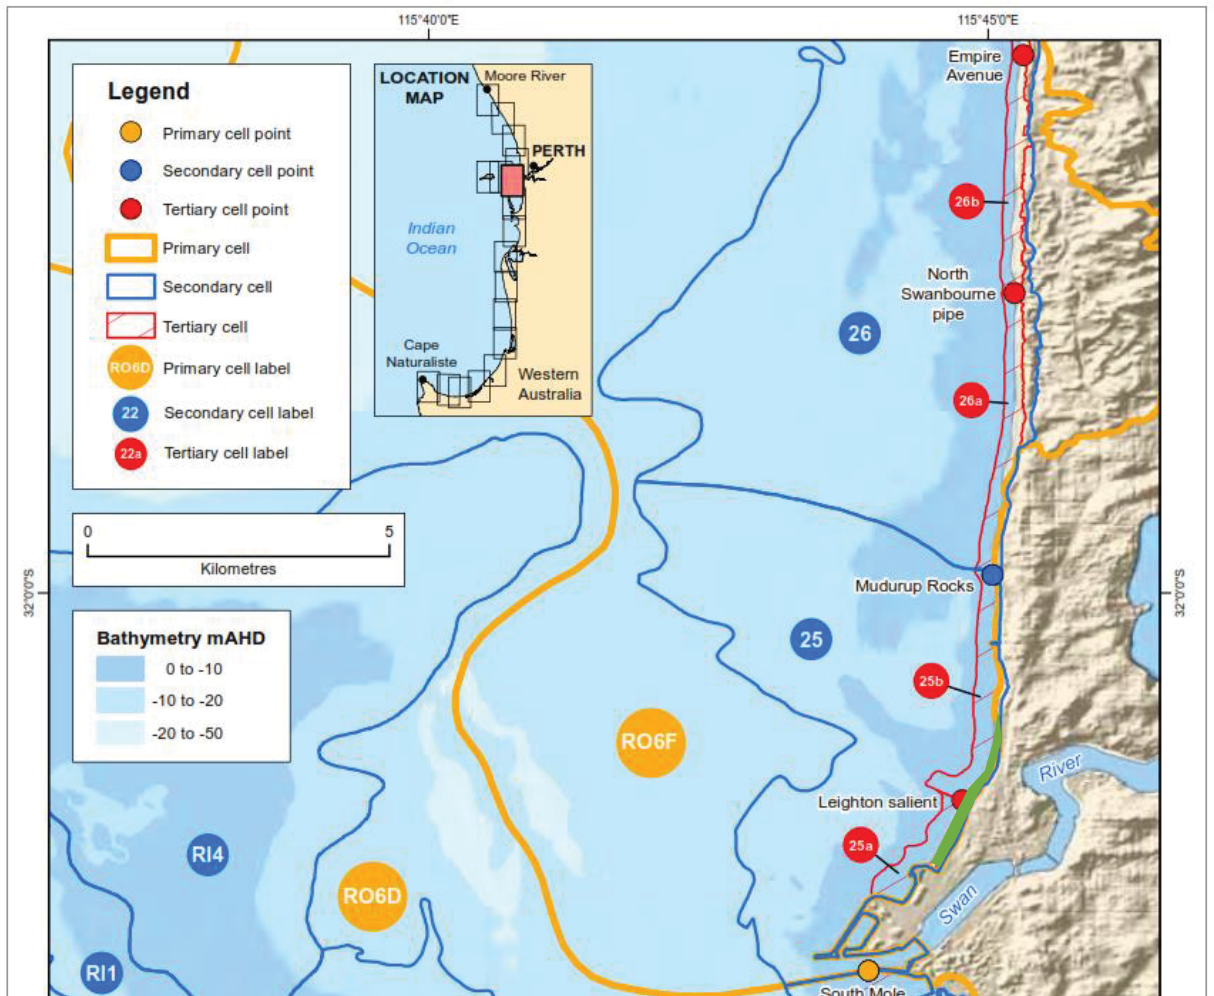 115°40'0"E
115°45'0"E
Legend
Primary cell point
Secondary cell point
Tertiary cell point
Primary cell
Secondary cell
Tertiary cell
RO6D
Primary cell label
22
Secondary cell label
22a
Tertiary cell label
LOCATION
MAP
Moore River
PERTH
Indian
Ocean
Cape
Naturaliste
Western
Australia
0
5
Kilometres
Bathymetry mAHD
0 to -10
-10 to -20
-20 to -50
32°0'0"S
32°0'0"S
Empire
Avenue
26b
North
Swanbourne
pipe
26
26a
Mudurup Rocks
25
25b
RO6F
River
Leighton salient
25a
RI4
RO6D
Swan
RI1
South Mole